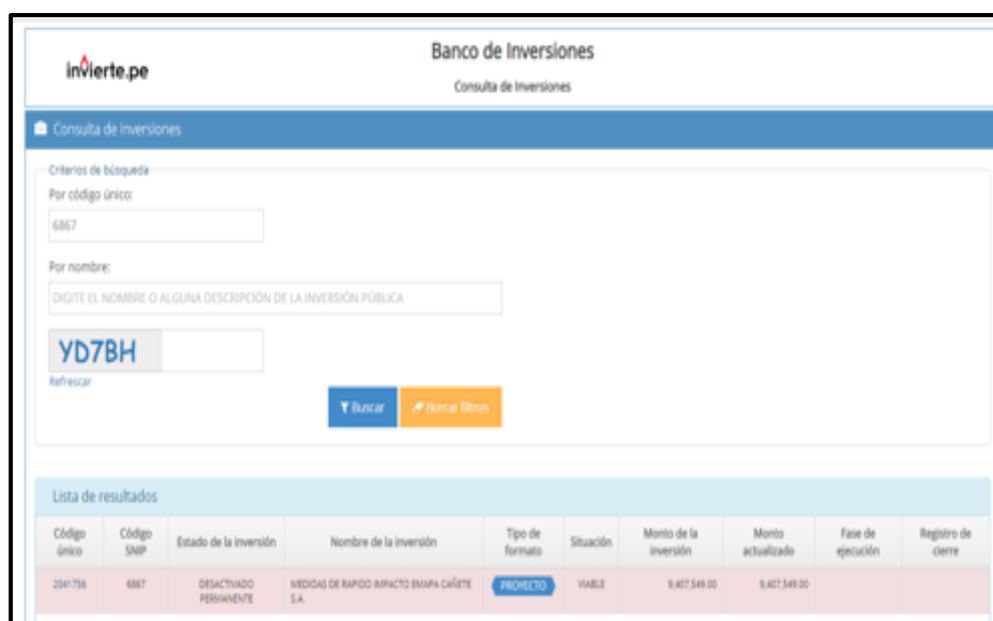 invierte.pe
Banco de Inversiones
Consulta de Inversiones
Consulta de Inversiones
Criterios de búsqueda
Por código único:
6867
Por nombre:
DIGITE EL NOMBRE O ALGUNA DESCRIPCIÓN DE LA INVERSIÓN PÚBLICA
YD7BH
Refrescar
Buscar Borrar filtros
Lista de resultados
Código único Código SNIP Estado de la inversión Nombre de la inversión Tipo de formato Situación Monto de la inversión Monto actualizado Fase de ejecución Registro de cierre
2041756 6867 DESACTIVADO PERMANENTE MEDIDAS DE RAPIDO IMPACTO EMAPA CAÑETE S.A. PROYECTO VIABLE 9,407,549.00 9,407,549.00